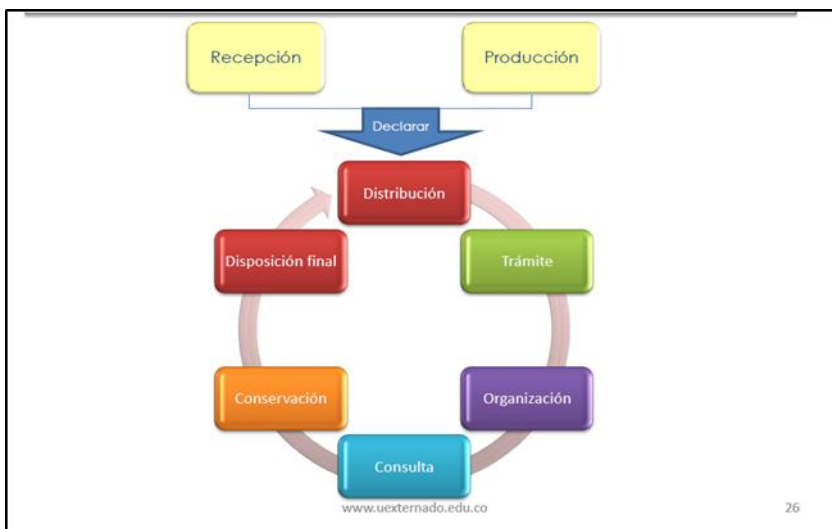 Recepción
Producción
Declarar
Distribución
Disposición final
Trámite
Conservación
Organización
Consulta
www.uexternado.edu.co
26